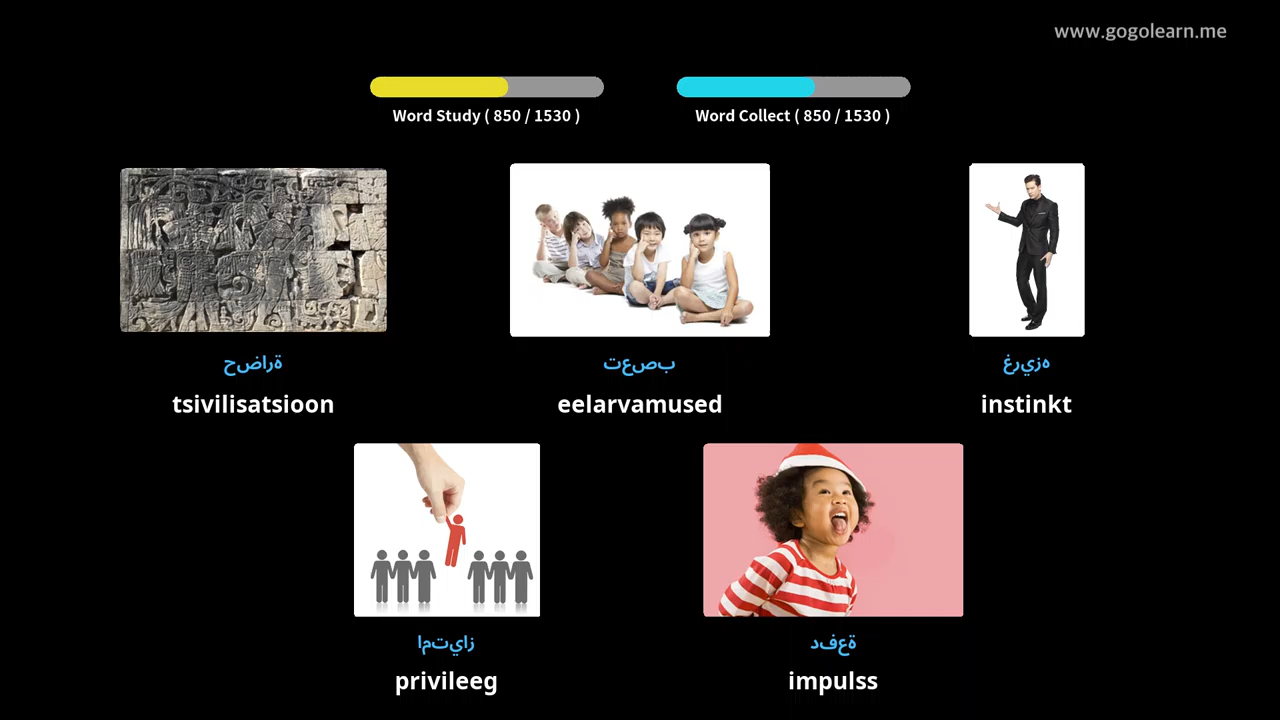 www.gogolearn.me
Word Study ( 850 / 1530 )
Word Collect ( 850 / 1530 )
حضارة
تعصب
غريزه
tsivilisatsioon
eelarvamused
instinkt
امتياز
دفعة
privileeg
impulss